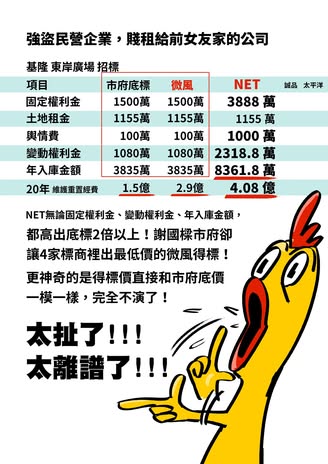 強盜民營企業，賤租給前女友家的公司
基隆 東岸廣場 招標
項目 市府底標 微風 NET 誠品 太平洋
固定權利金 1500萬 1500萬 3888 萬
土地租金 1155萬 1155萬 1155 萬
輿情費 100萬 100萬 1000 萬
變動權利金 1080萬 1080萬 2318.8 萬
年入庫金額 3835萬 3835萬 8361.8 萬
20年 維護重置經費 1.5億 2.9億 4.08 億
NET無論固定權利金、變動權利金、年入庫金額，
都高出底標2倍以上！謝國樑市府卻
讓4家標商裡出最低價的微風得標！
更神奇的是得標價直接和市府底價
一模一樣，完全不演了！
太扯了!!!
太離譜了!!!